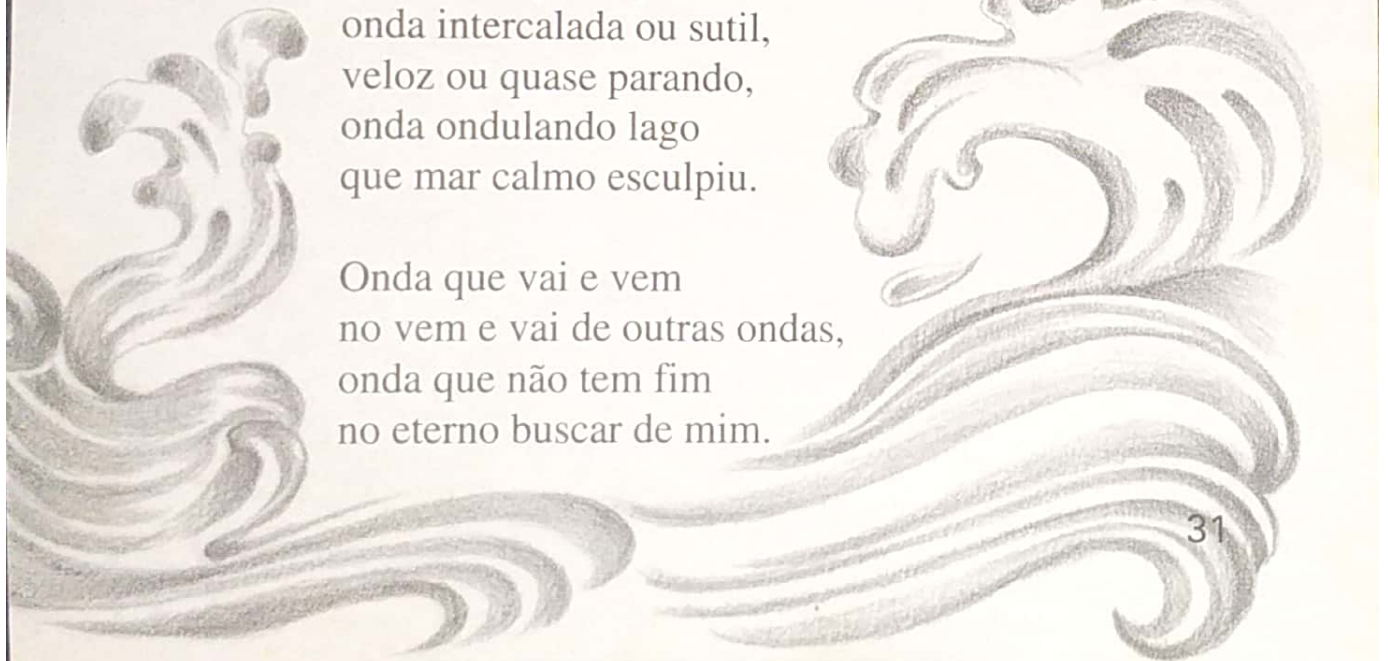 onda intercalada ou sutil,
veloz ou quase parando,
onda ondulando lago
que mar calmo esculpiu.
Onda que vai e vem
no vem e vai de outras ondas,
onda que não tem fim
no eterno buscar de mim.
31